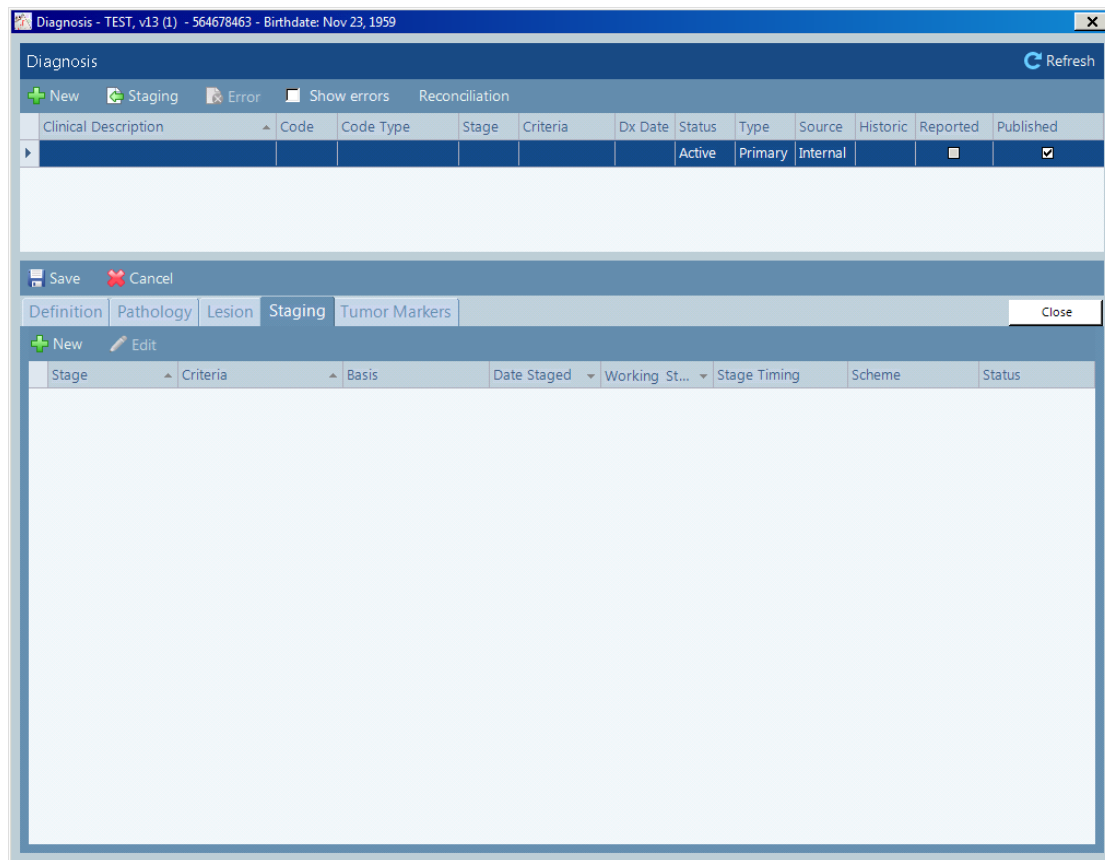 Diagnosis - TEST, v13 (1) - 564678463 - Birthdate: Nov 23, 1959
Diagnosis Refresh
New Staging Error Show errors Reconciliation
Clinical Description Code Code Type Stage Criteria Dx Date Status Type Source Historic Reported Published
Active Primary Internal
Save Cancel
Definition Pathology Lesion Staging Tumor Markers Close
New Edit
Stage Criteria Basis Date Staged Working St... Stage Timing Scheme Status